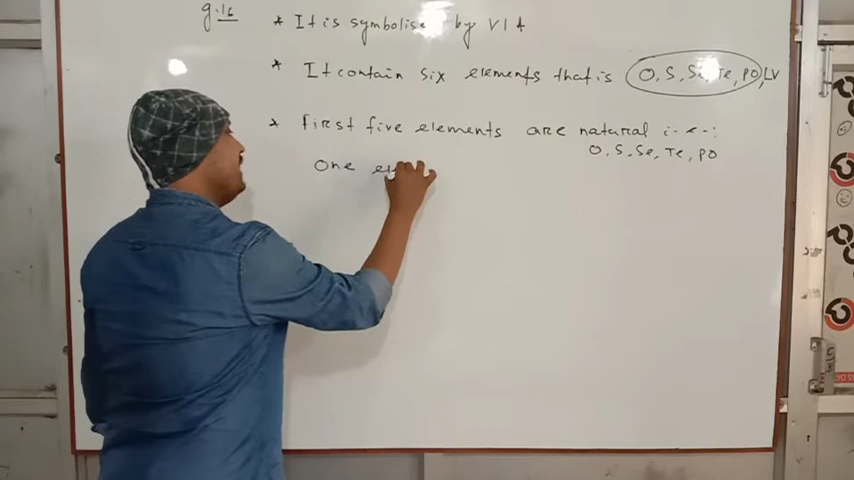 g.16
* It is symbolise by VIA
* It contain six elements that is O, S, Se, Te, Po, Lv
* First five elements are natural i.e.:
O, S, Se, Te, Po
One